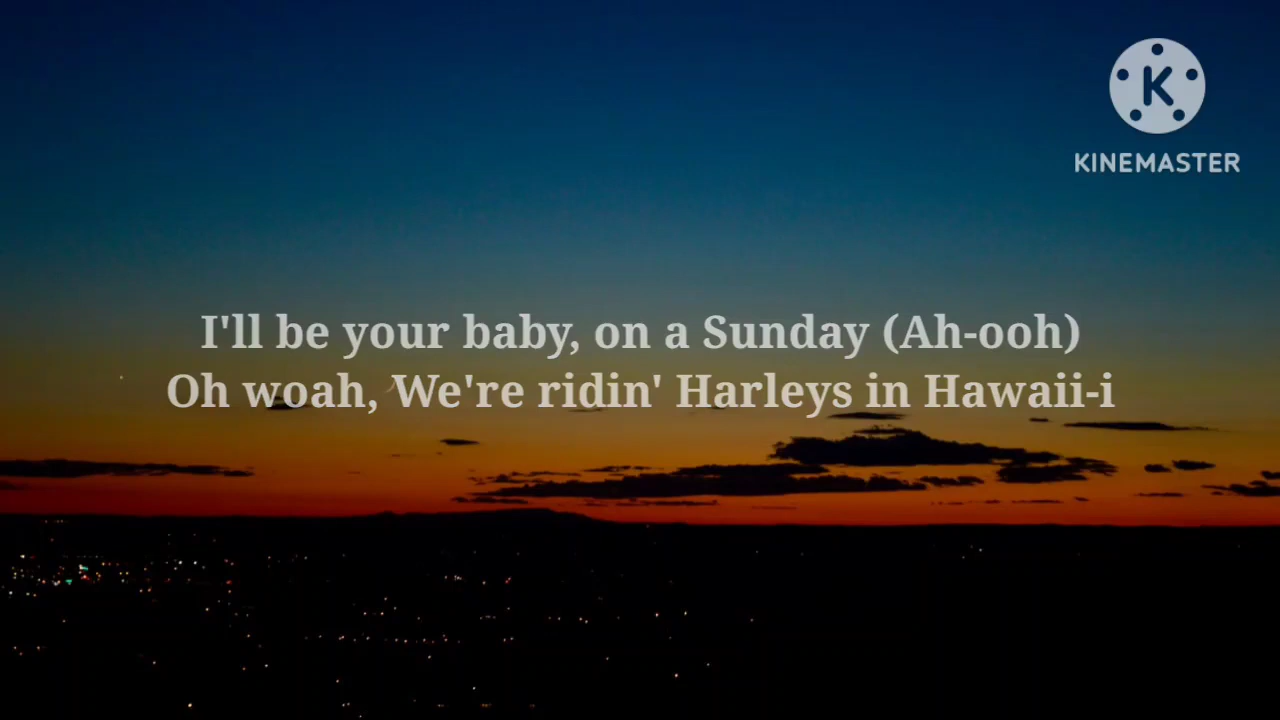 K
KINEMASTER
I'll be your baby, on a Sunday (Ah-ooh)
Oh woah, We're ridin' Harleys in Hawaii-i